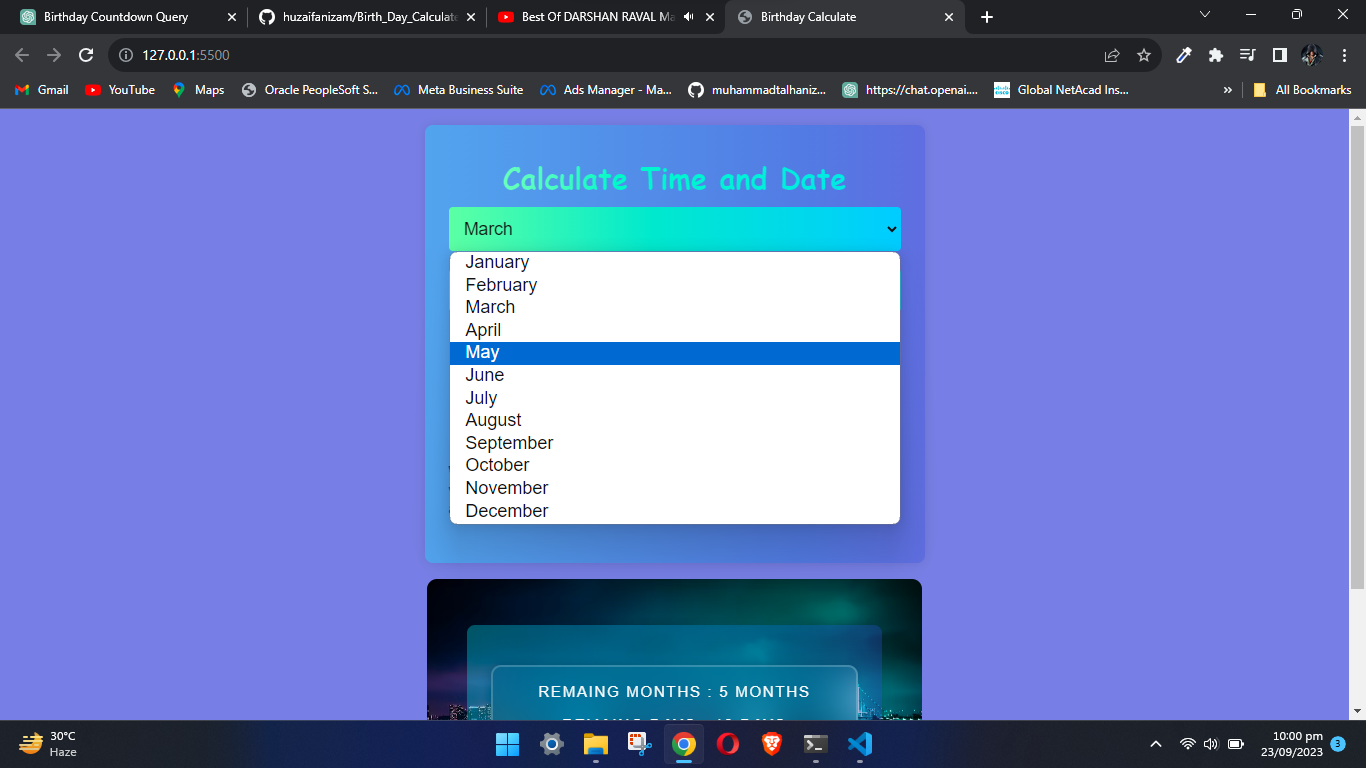 Birthday Countdown Query
huzaifanizam/Birth_Day_Calculate
Best Of DARSHAN RAVAL Ma
Birthday Calculate
127.0.0.1:5500
Gmail
YouTube
Maps
Oracle PeopleSoft S...
Meta Business Suite
Ads Manager - Ma...
muhammadtalhaniz...
https://chat.openai....
Global NetAcad Ins...
»
All Bookmarks
Calculate Time and Date
March
January
February
March
April
May
June
July
August
September
October
November
December
REMAING MONTHS : 5 MONTHS
30°C
Haze
10:00 pm
23/09/2023
3